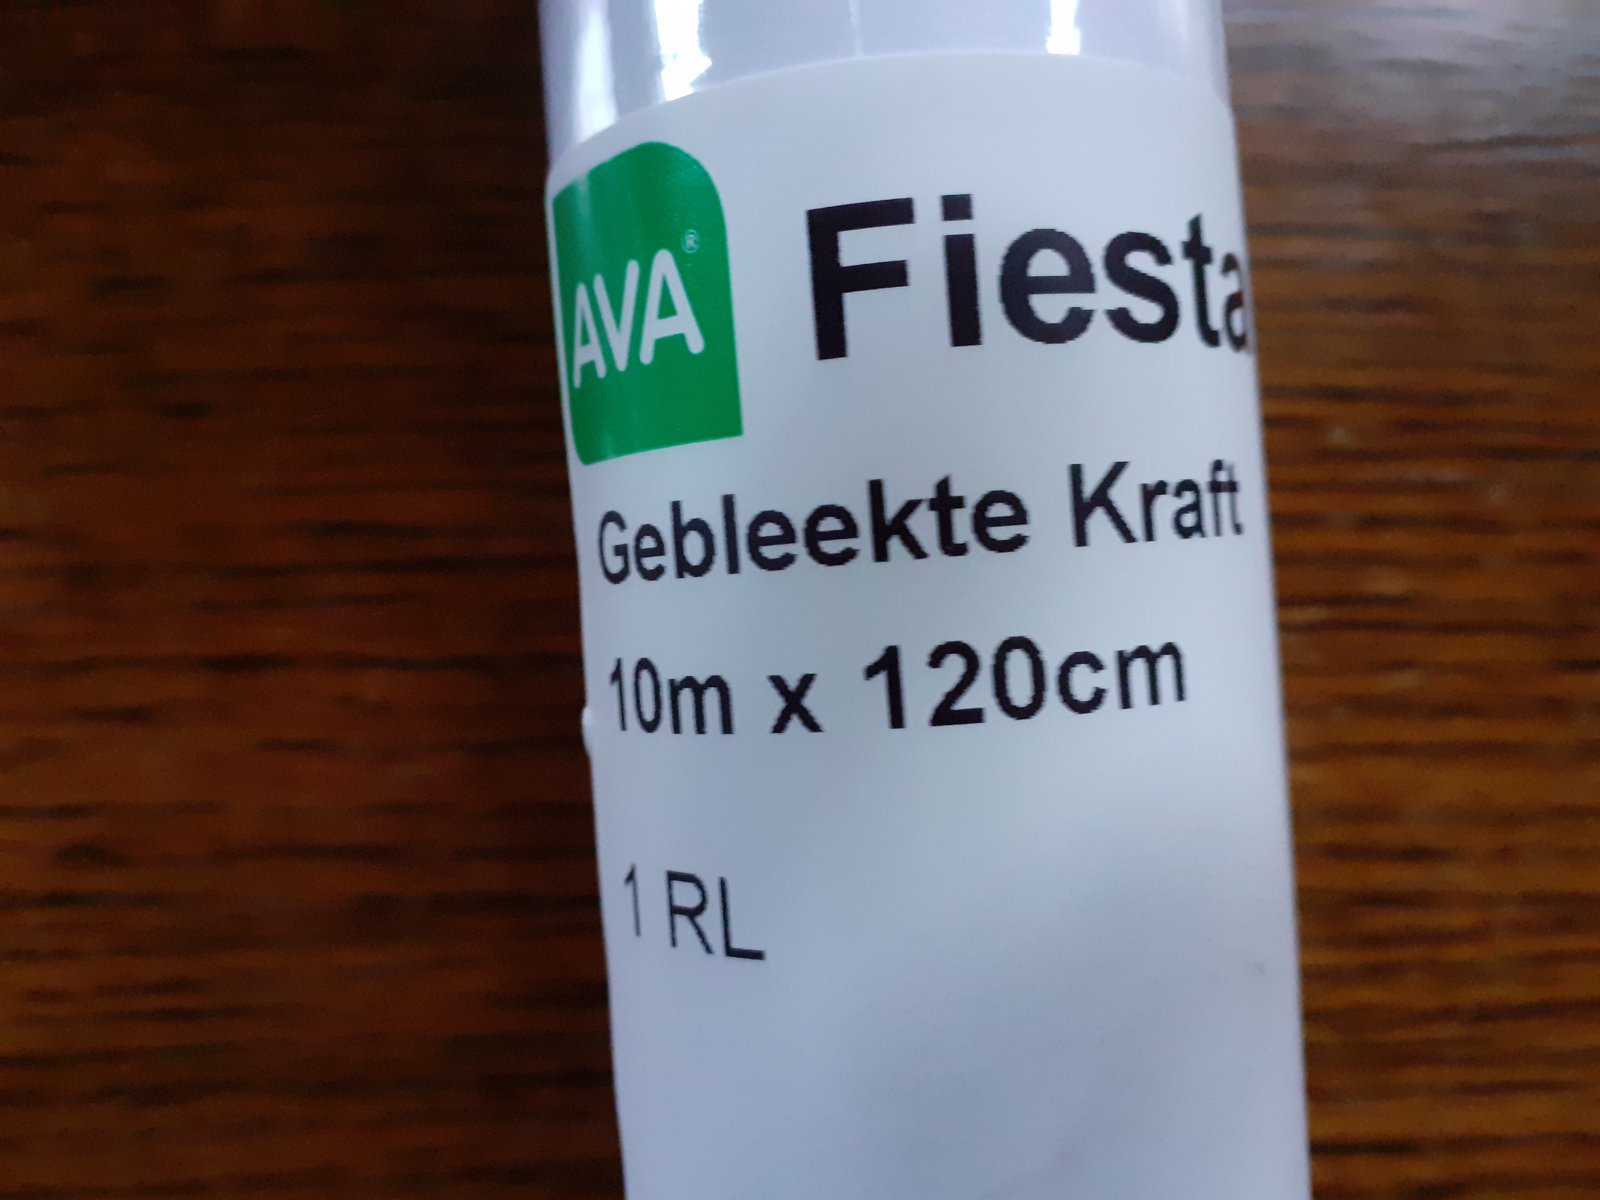 AVA®
Fiesta
Gebleekte Kraft
10m x 120cm
1 RL